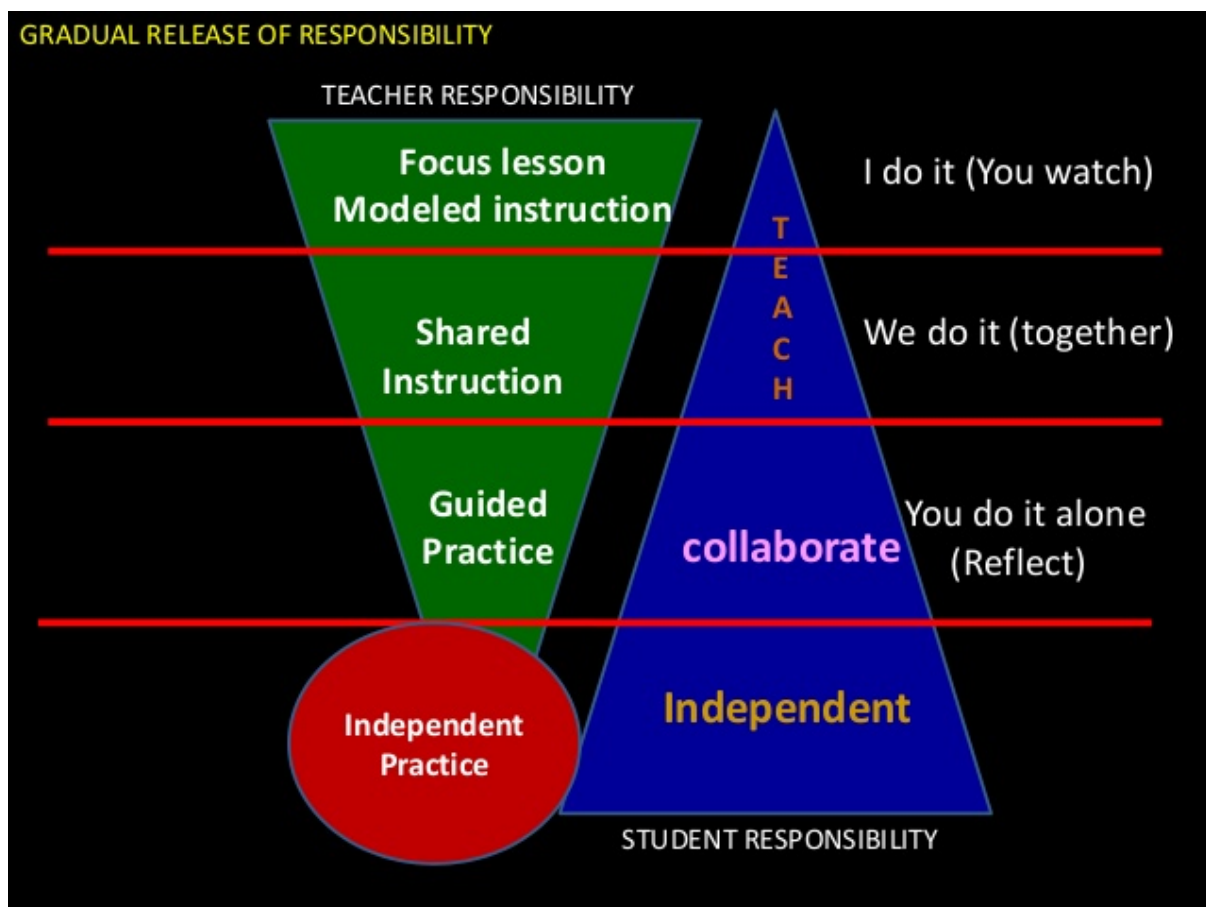 GRADUAL RELEASE OF RESPONSIBILITY
TEACHER RESPONSIBILITY
Focus lesson
Modeled instruction
I do it (You watch)
TEACH
Shared
Instruction
We do it (together)
Guided
Practice
collaborate
You do it alone
(Reflect)
Independent
Practice
Independent
STUDENT RESPONSIBILITY